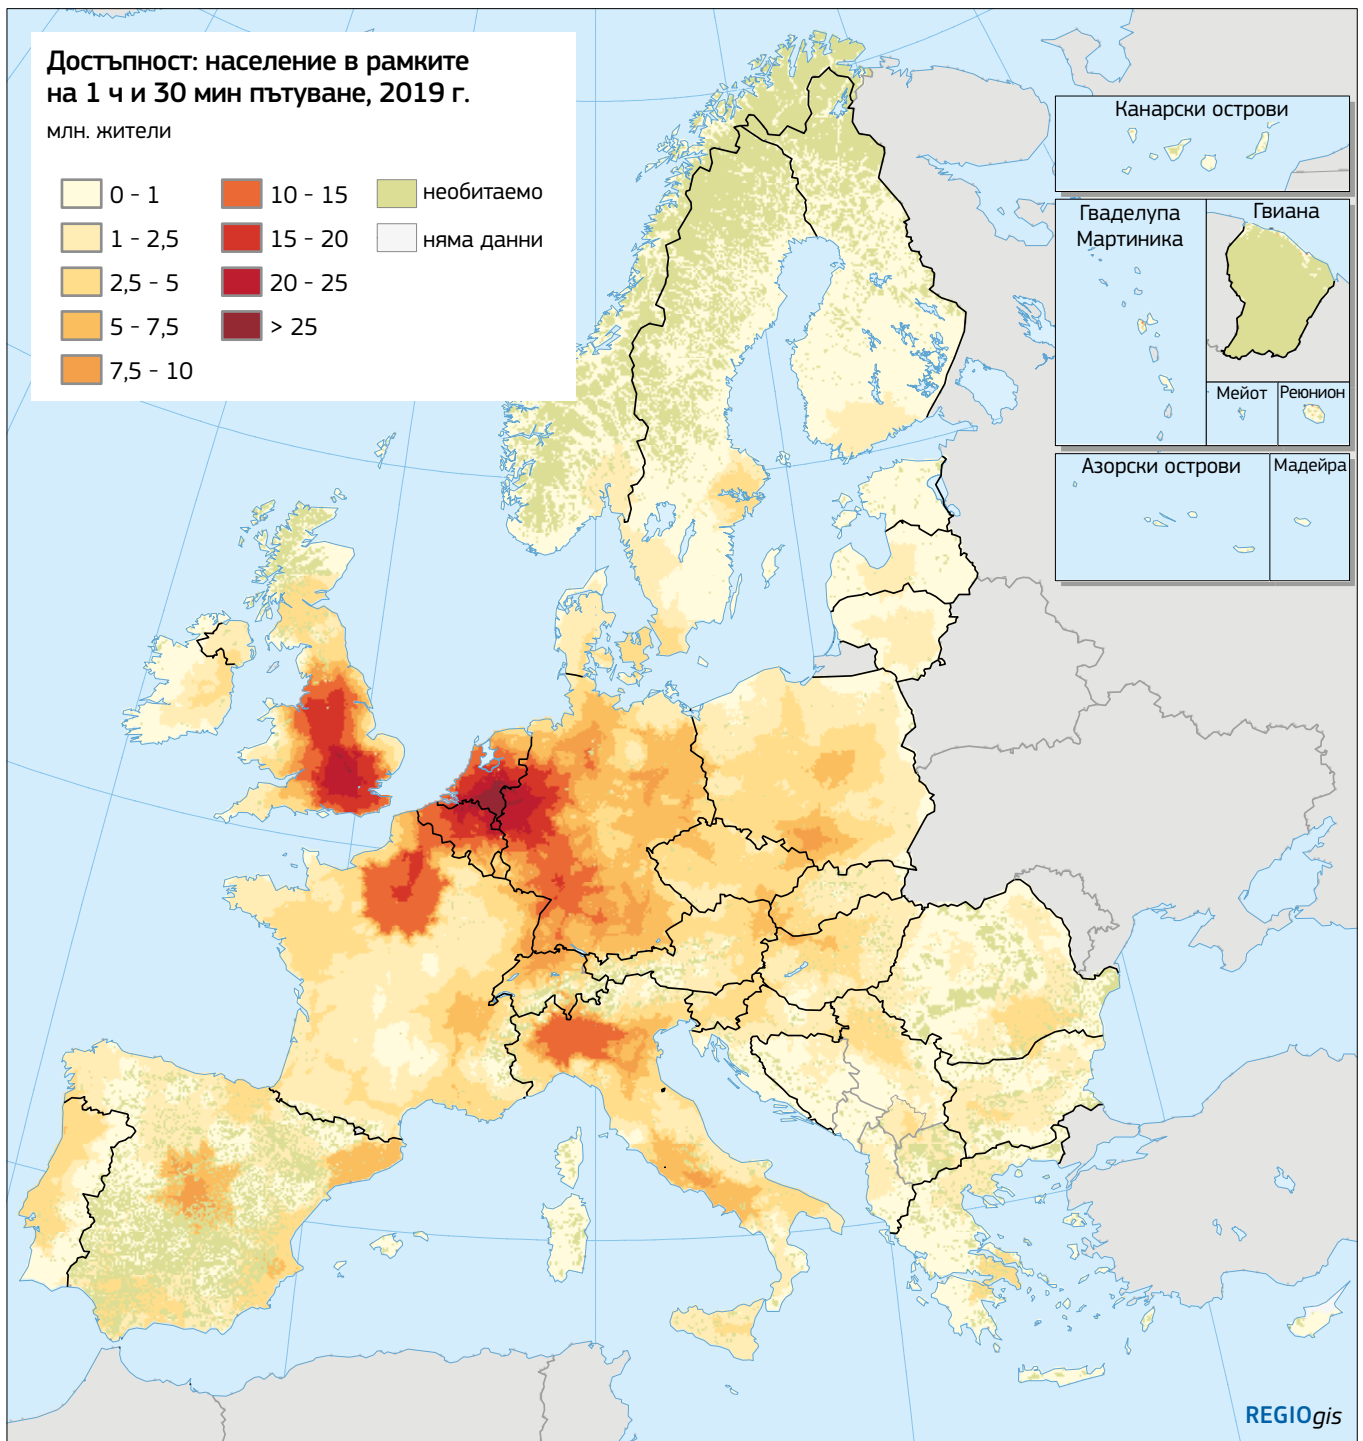 Достъпност: население в рамките
на 1 ч и 30 мин пътуване, 2019 г.
млн. жители
0 - 1
1 - 2,5
2,5 - 5
5 - 7,5
7,5 - 10
10 - 15
15 - 20
20 - 25
> 25
необитаемо
няма данни
Канарски острови
Гваделупа
Мартиника
Гвиана
Мейот
Реюнион
Азорски острови
Мадейра
REGIOgis